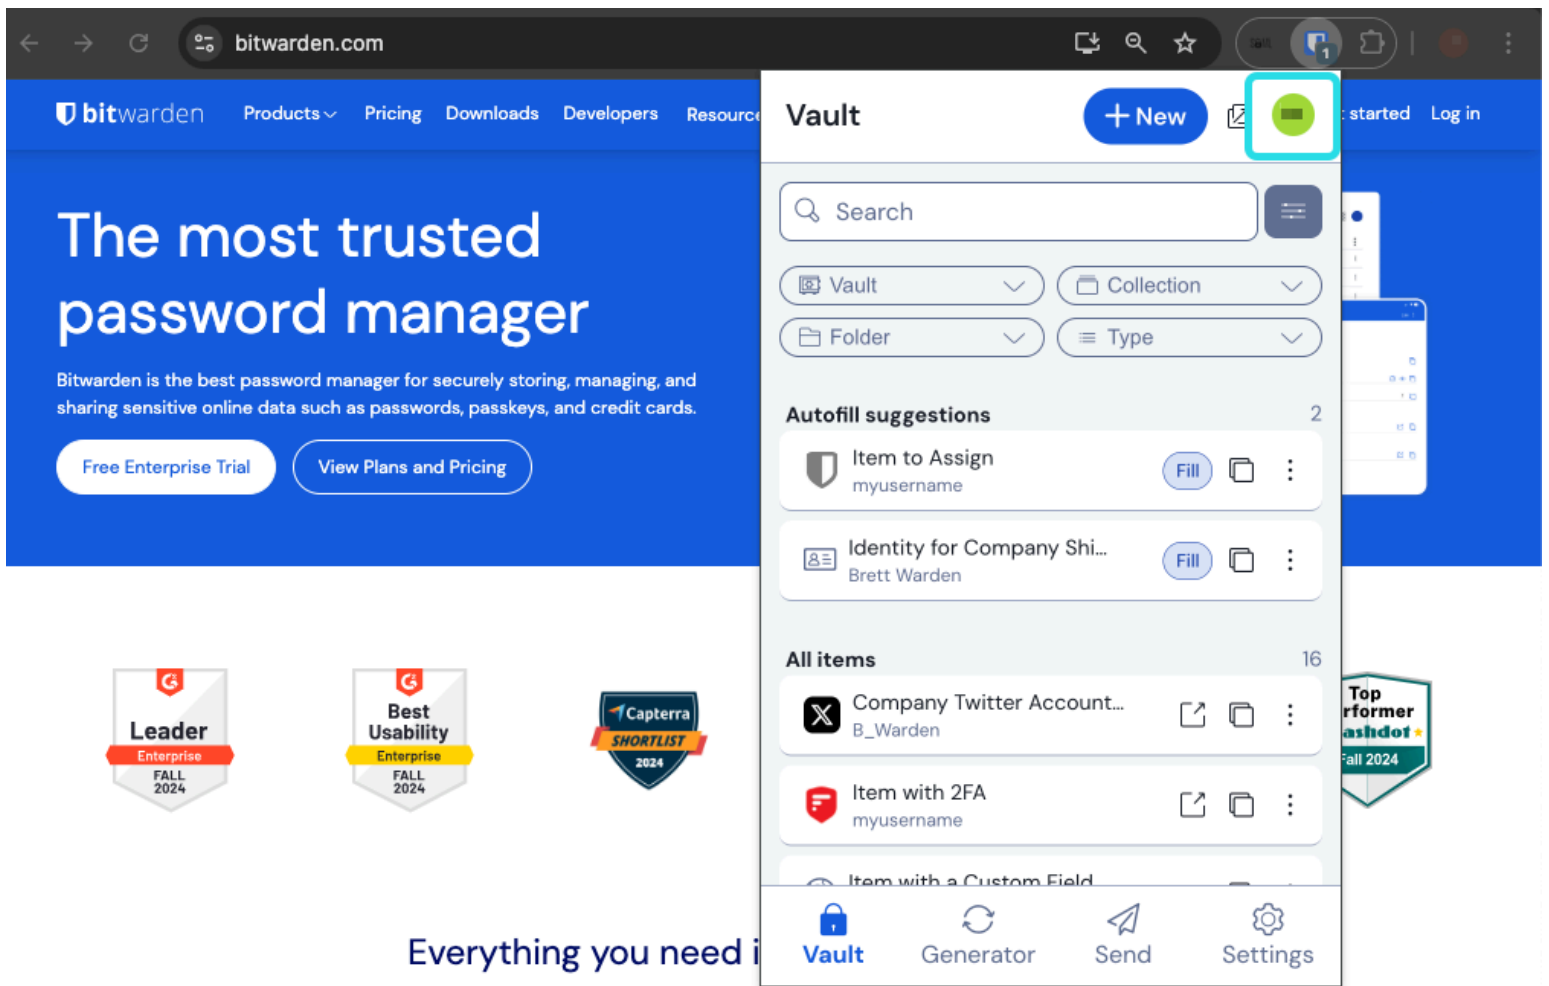 bitwarden.com
1
bitwarden Products Pricing Downloads Developers Resource started Log in
The most trusted
password manager
Bitwarden is the best password manager for securely storing, managing, and
sharing sensitive online data such as passwords, passkeys, and credit cards.
Free Enterprise Trial View Plans and Pricing
Leader
Enterprise
FALL
2024
Best
Usability
Enterprise
FALL
2024
Capterra
SHORTLIST
2024
Top
rformer
ashdot
Fall 2024
Everything you need i
Vault
New
Search
Vault Collection
Folder Type
Autofill suggestions 2
Item to Assign
myusername
Fill
Identity for Company Shi...
Brett Warden
Fill
All items 16
Company Twitter Account...
B_Warden
Item with 2FA
myusername
Item with a Custom Field
Vault Generator Send Settings